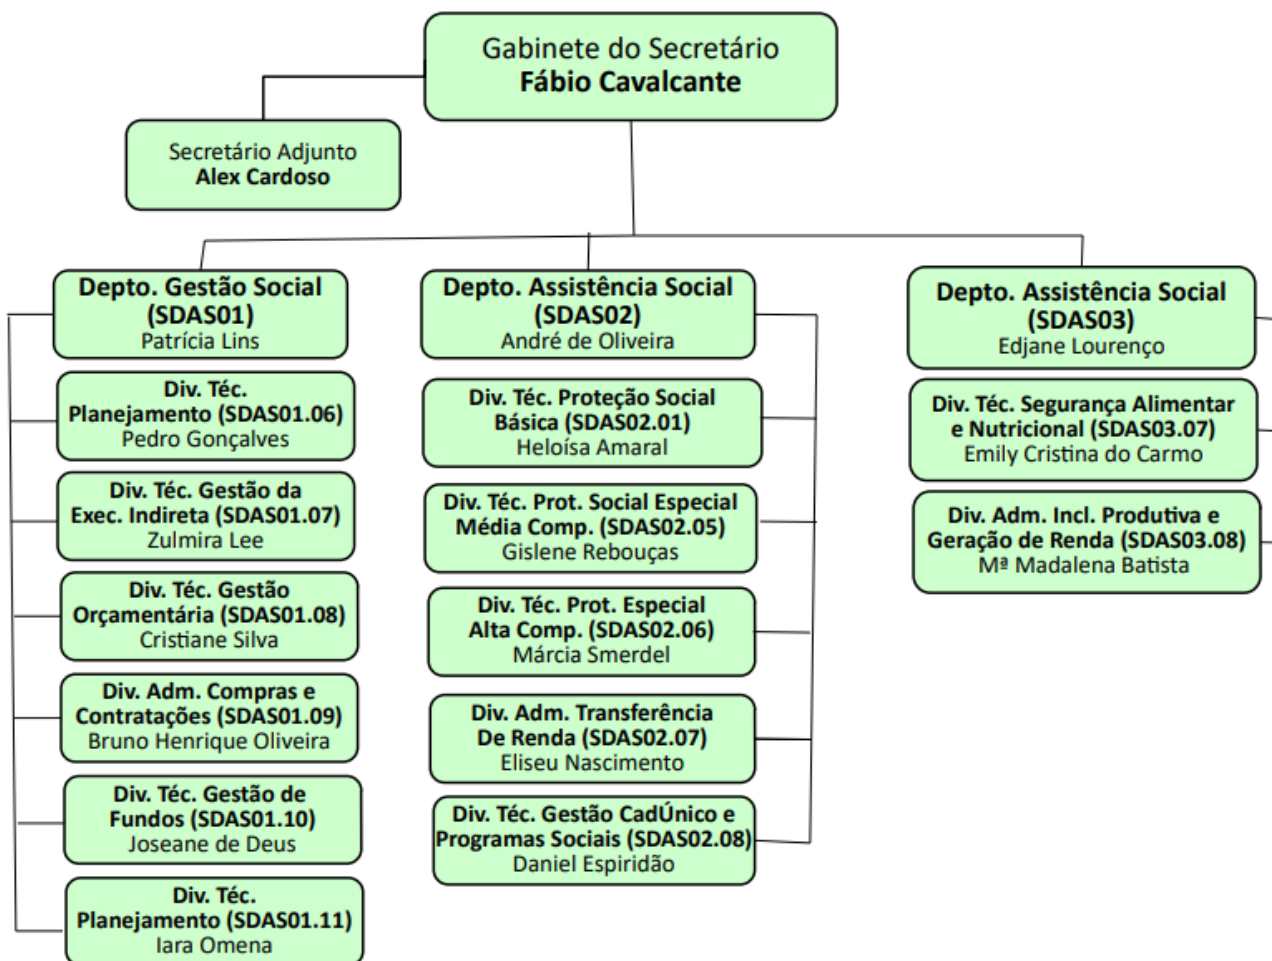 Gabinete do Secretário
Fábio Cavalcante
Secretário Adjunto
Alex Cardoso
Depto. Gestão Social
(SDAS01)
Patrícia Lins
Div. Téc.
Planejamento (SDAS01.06)
Pedro Gonçalves
Div. Téc. Gestão da
Exec. Indireta (SDAS01.07)
Zulmira Lee
Div. Téc. Gestão
Orçamentária (SDAS01.08)
Cristiane Silva
Div. Adm. Compras e
Contratações (SDAS01.09)
Bruno Henrique Oliveira
Div. Téc. Gestão de
Fundos (SDAS01.10)
Joseane de Deus
Div. Téc.
Planejamento (SDAS01.11)
Iara Omena
Depto. Assistência Social
(SDAS02)
André de Oliveira
Div. Téc. Proteção Social
Básica (SDAS02.01)
Heloísa Amaral
Div. Téc. Prot. Social Especial
Média Comp. (SDAS02.05)
Gislene Rebouças
Div. Téc. Prot. Especial
Alta Comp. (SDAS02.06)
Márcia Smerdel
Div. Adm. Transferência
De Renda (SDAS02.07)
Eliseu Nascimento
Div. Téc. Gestão CadÚnico e
Programas Sociais (SDAS02.08)
Daniel Espiridão
Depto. Assistência Social
(SDAS03)
Edjane Lourenço
Div. Téc. Segurança Alimentar
e Nutricional (SDAS03.07)
Emily Cristina do Carmo
Div. Adm. Incl. Produtiva e
Geração de Renda (SDAS03.08)
Mª Madalena Batista